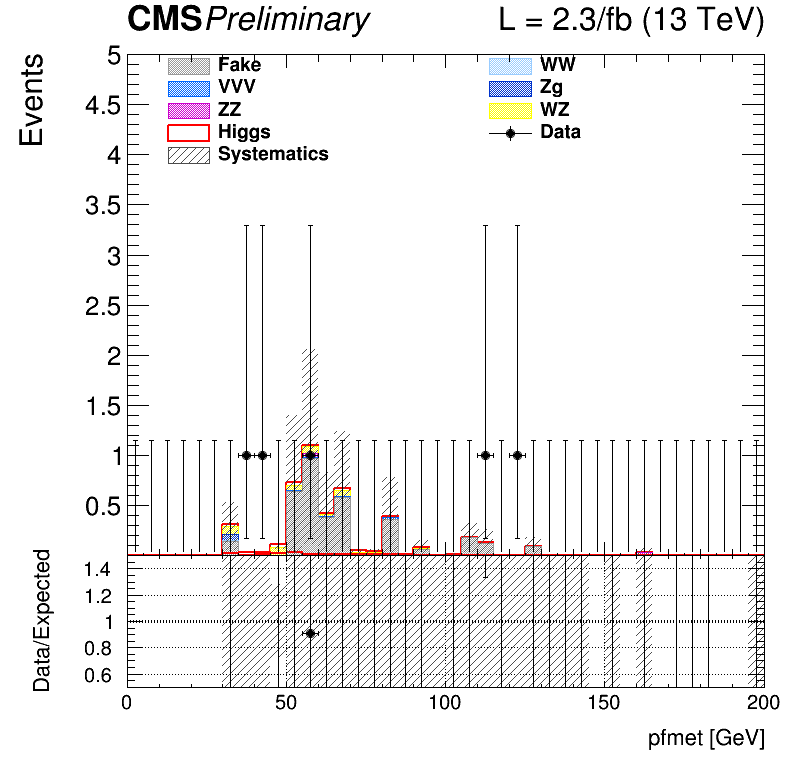 CMS Preliminary L = 2.3/fb (13 TeV)
Events
5
4.5
4
3.5
3
2.5
2
1.5
1
0.5
Fake WW
VVV Zg
ZZ WZ
Higgs Data
Systematics
Data/Expected
1.4
1.2
1
0.8
0.6
0 50 100 150 200
pfmet [GeV]